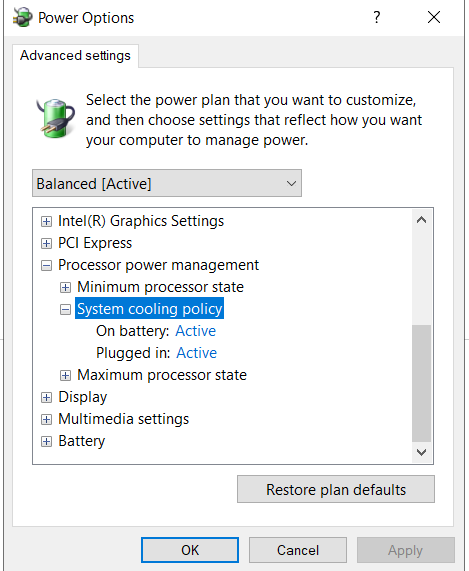 Power Options
?
Advanced settings
Select the power plan that you want to customize,
and then choose settings that reflect how you want
your computer to manage power.
Balanced [Active]
Intel(R) Graphics Settings
PCI Express
Processor power management
Minimum processor state
System cooling policy
On battery: Active
Plugged in: Active
Maximum processor state
Display
Multimedia settings
Battery
Restore plan defaults
OK
Cancel
Apply